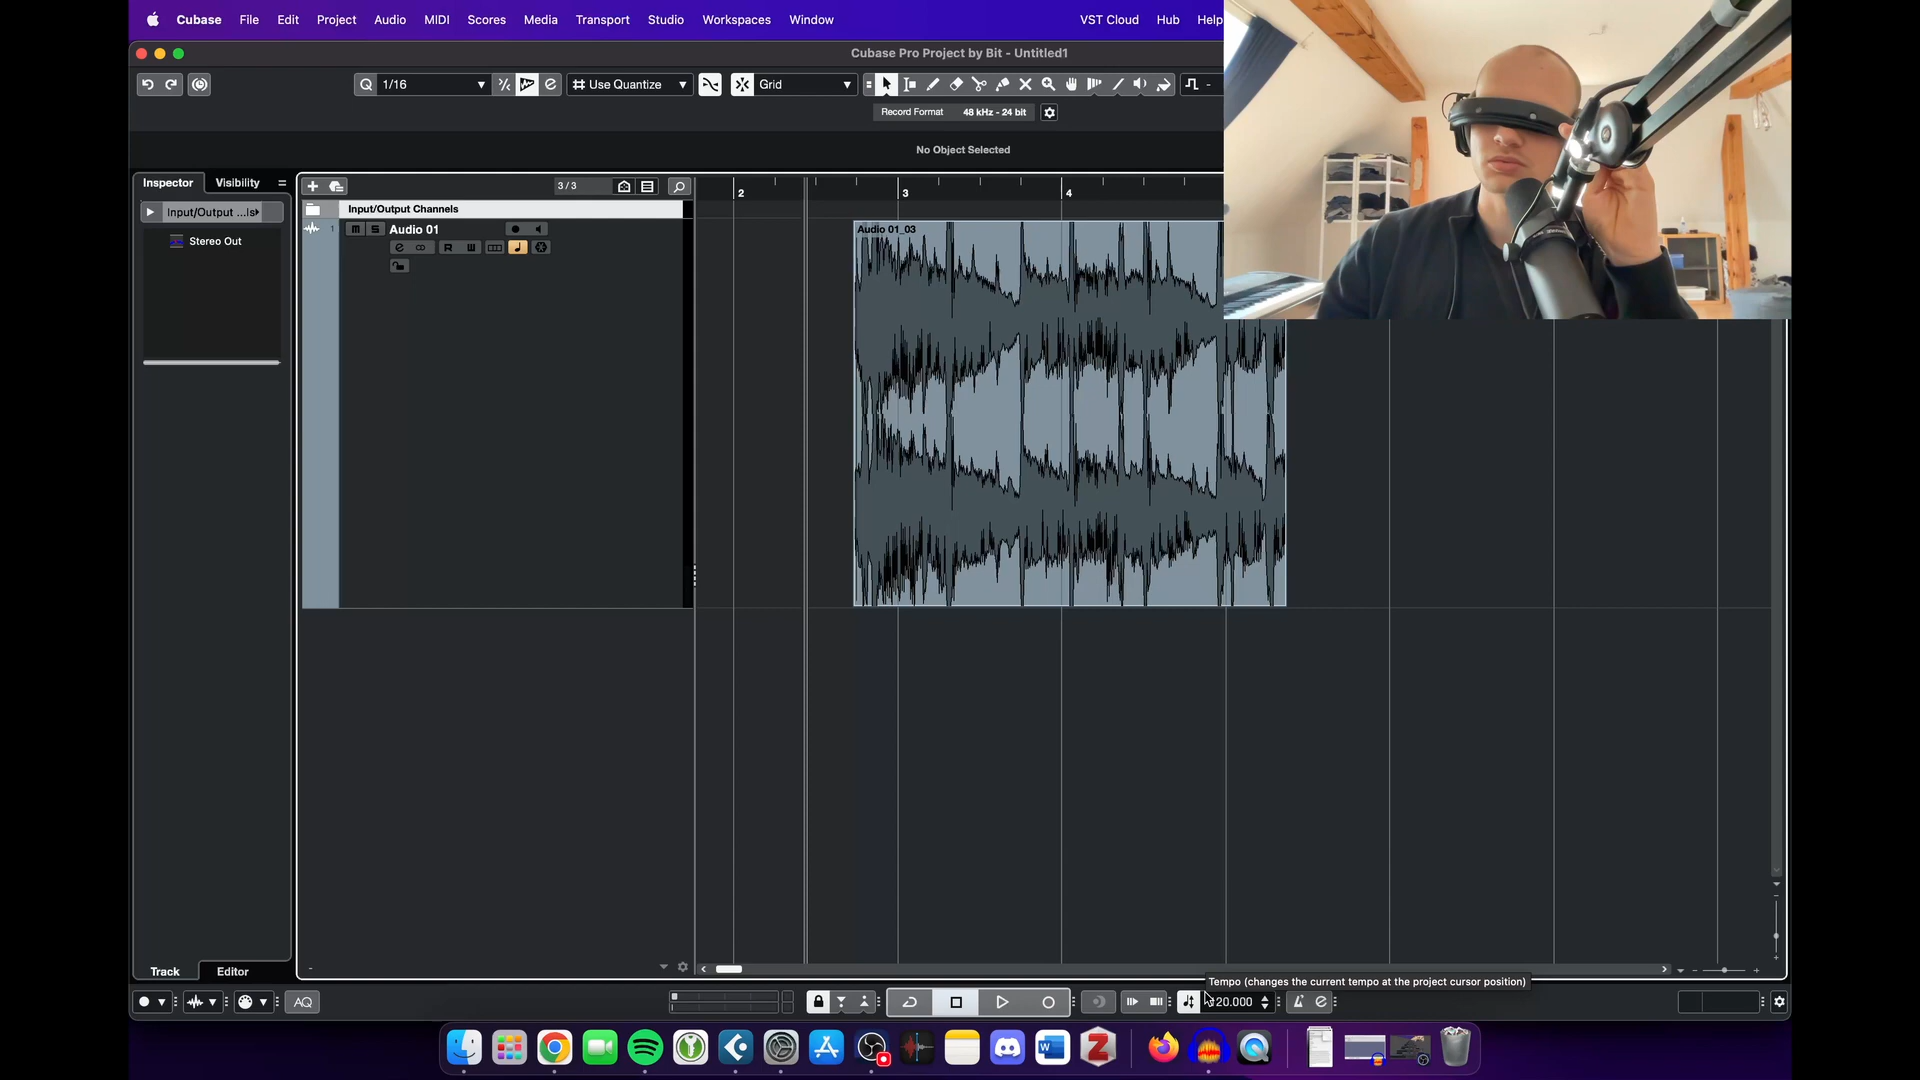 Cubase File Edit Project Audio MIDI Scores Media Transport Studio Workspaces Window VST Cloud Hub Help
Cubase Pro Project by Bit - Untitled1
Q 1/16 Use Quantize Grid
Record Format 48 kHz - 24 bit
No Object Selected
Inspector Visibility
3 / 3
2 3 4
Input/Output ...ls
Input/Output Channels
Stereo Out
1 m S Audio 01
e R W
Audio 01_03
Track Editor
Tempo (changes the current tempo at the project cursor position)
AQ
20.000